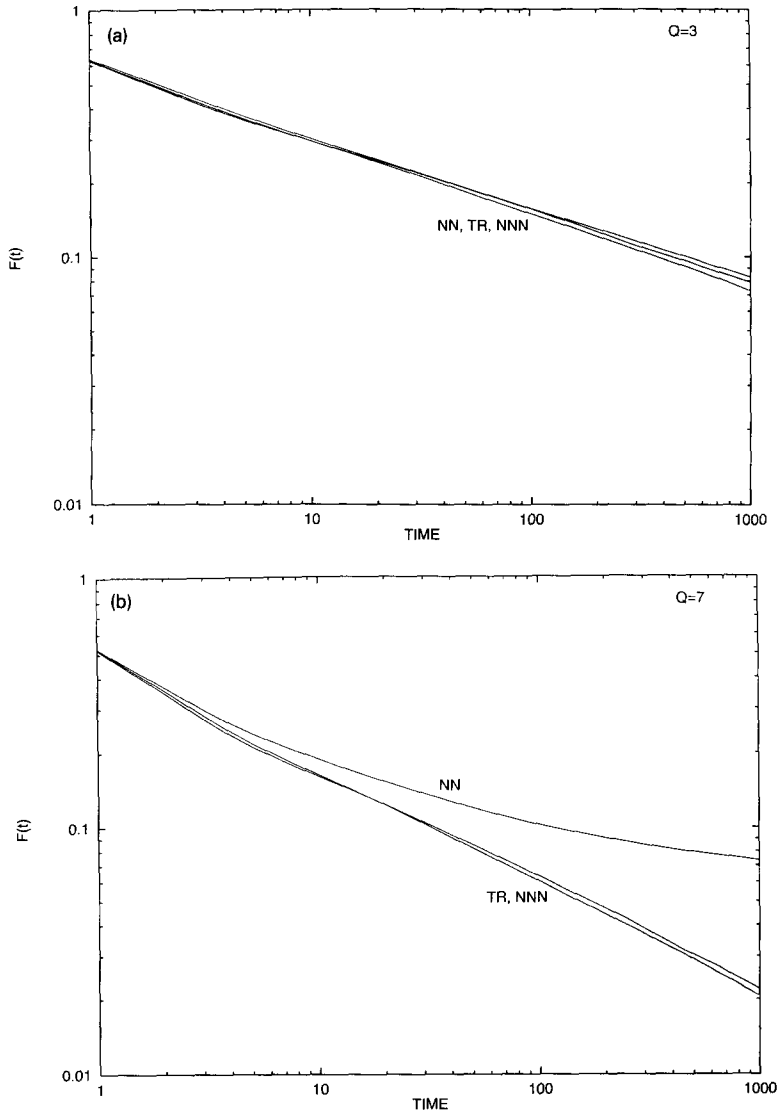 1
(a)
Q=3
F(t)
0.1
NN, TR, NNN
0.01
1
10
100
1000
TIME
1
(b)
Q=7
F(t)
0.1
NN
TR, NNN
0.01
1
10
100
1000
TIME